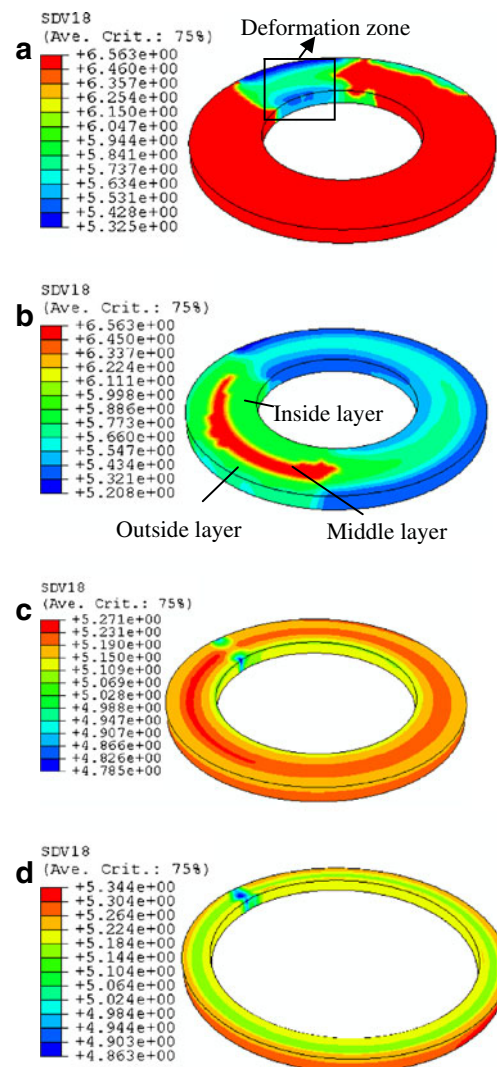 SDV18
(Ave. Crit.: 75%)
Deformation zone
a
+6.563e+00
+6.460e+00
+6.357e+00
+6.254e+00
+6.150e+00
+6.047e+00
+5.944e+00
+5.841e+00
+5.737e+00
+5.634e+00
+5.531e+00
+5.428e+00
+5.325e+00
SDV18
(Ave. Crit.: 75%)
b
+6.563e+00
+6.450e+00
+6.337e+00
+6.224e+00
+6.111e+00
+5.998e+00
+5.886e+00
+5.773e+00
+5.660e+00
+5.547e+00
+5.434e+00
+5.321e+00
+5.208e+00
Inside layer
Outside layer
Middle layer
SDV18
(Ave. Crit.: 75%)
c
+5.271e+00
+5.231e+00
+5.190e+00
+5.150e+00
+5.109e+00
+5.069e+00
+5.028e+00
+4.988e+00
+4.947e+00
+4.907e+00
+4.866e+00
+4.826e+00
+4.785e+00
SDV18
(Ave. Crit.: 75%)
d
+5.344e+00
+5.304e+00
+5.264e+00
+5.224e+00
+5.184e+00
+5.144e+00
+5.104e+00
+5.064e+00
+5.024e+00
+4.984e+00
+4.944e+00
+4.903e+00
+4.863e+00